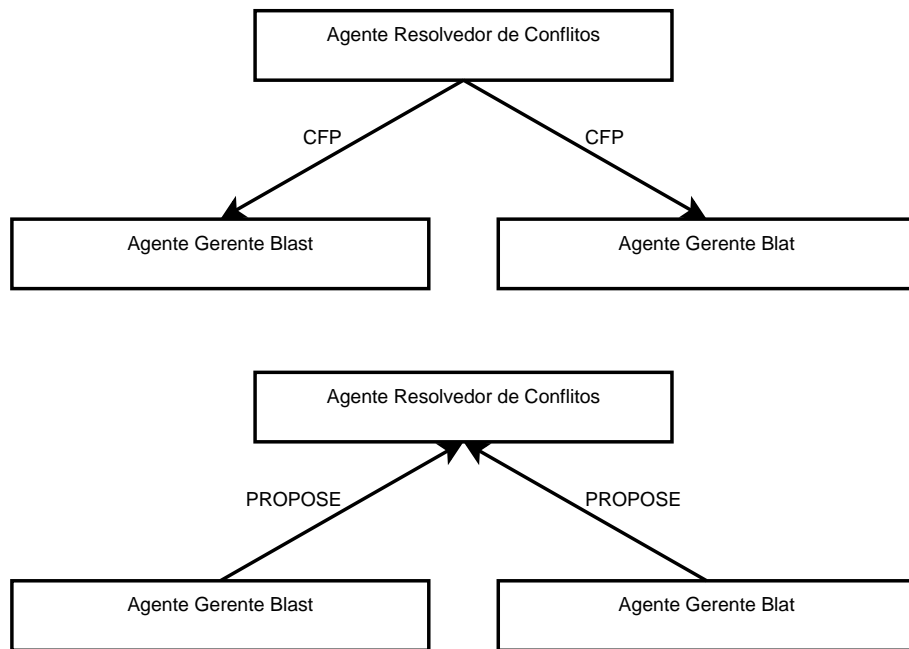 Agente Resolvedor de Conflitos
CFP
CFP
Agente Gerente Blast
Agente Gerente Blat
Agente Resolvedor de Conflitos
PROPOSE
PROPOSE
Agente Gerente Blast
Agente Gerente Blat